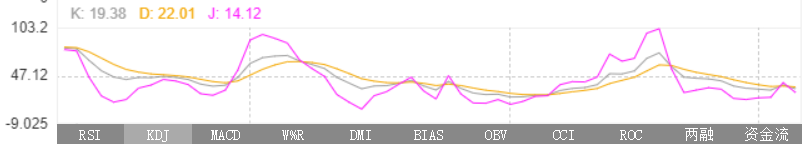 K: 19.38 D: 22.01 J: 14.12
103.2
47.12
-9.025
RSI KDJ MACD W%R DMI BIAS OBV CCI ROC 两融 资金流